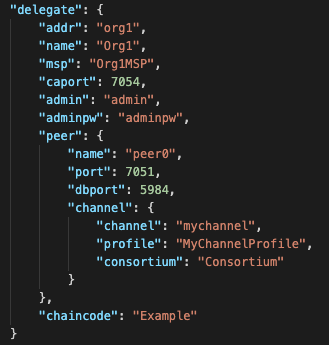 "delegate": {
    "addr": "org1",
    "name": "Org1",
    "msp": "Org1MSP",
    "caport": 7054,
    "admin": "admin",
    "adminpw": "adminpw",
    "peer": {
        "name": "peer0",
        "port": 7051,
        "dbport": 5984,
        "channel": {
            "channel": "mychannel",
            "profile": "MyChannelProfile",
            "consortium": "Consortium"
        }
    },
    "chaincode": "Example"
}